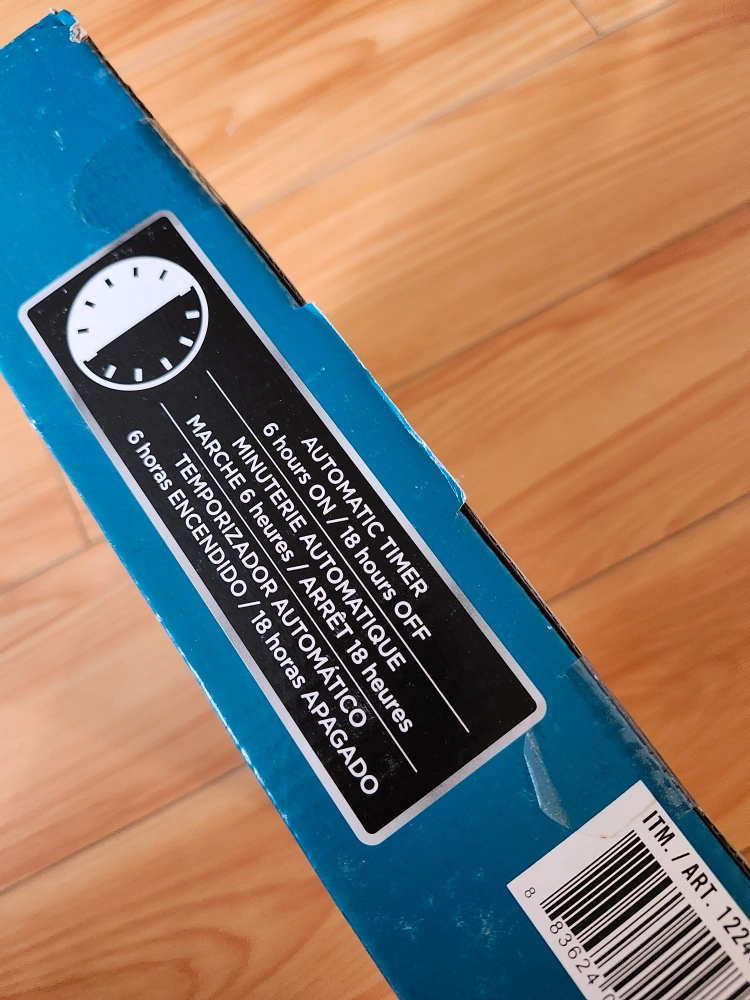 AUTOMATIC TIMER
6 hours ON / 18 hours OFF
MINUTERIE AUTOMATIQUE
MARCHE 6 heures / ARRÊT 18 heures
TEMPORIZADOR AUTOMÁTICO
6 horas ENCENDIDO / 18 horas APAGADO
ITM. / ART. 1224
8 83624